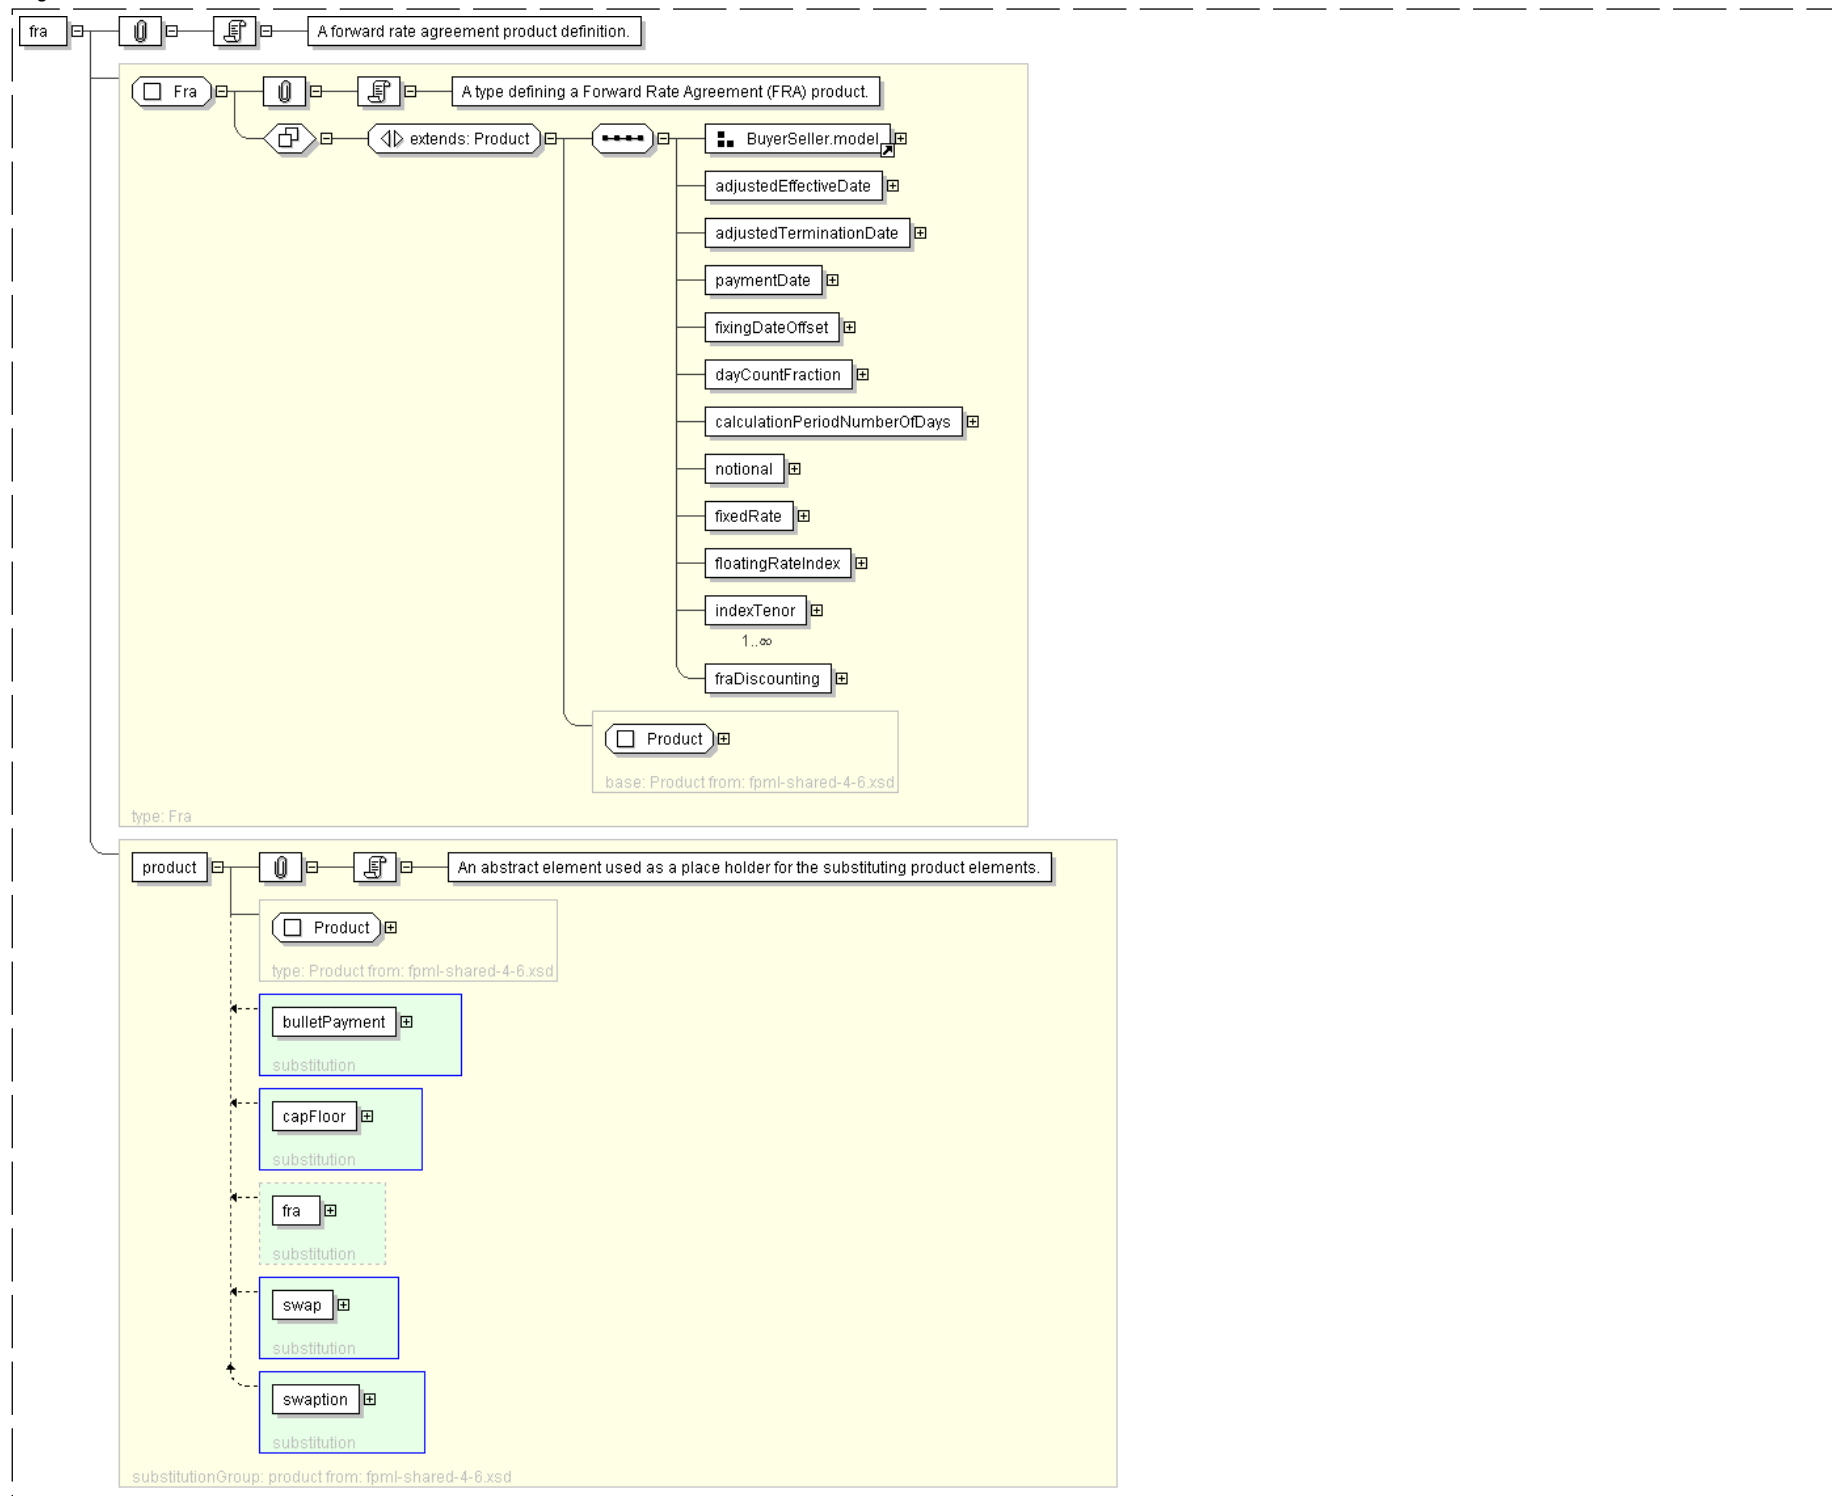 fra
A forward rate agreement product definition.
Fra
A type defining a Forward Rate Agreement (FRA) product.
extends: Product
BuyerSeller.model
adjustedEffectiveDate
adjustedTerminationDate
paymentDate
fixingDateOffset
dayCountFraction
calculationPeriodNumberOfDays
notional
fixedRate
floatingRateIndex
indexTenor
1..∞
fraDiscounting
Product
base: Product from: fpml-shared-4-6.xsd
type: Fra
product
An abstract element used as a place holder for the substituting product elements.
Product
type: Product from: fpml-shared-4-6.xsd
bulletPayment
substitution
capFloor
substitution
fra
substitution
swap
substitution
swaption
substitution
substitutionGroup: product from: fpml-shared-4-6.xsd